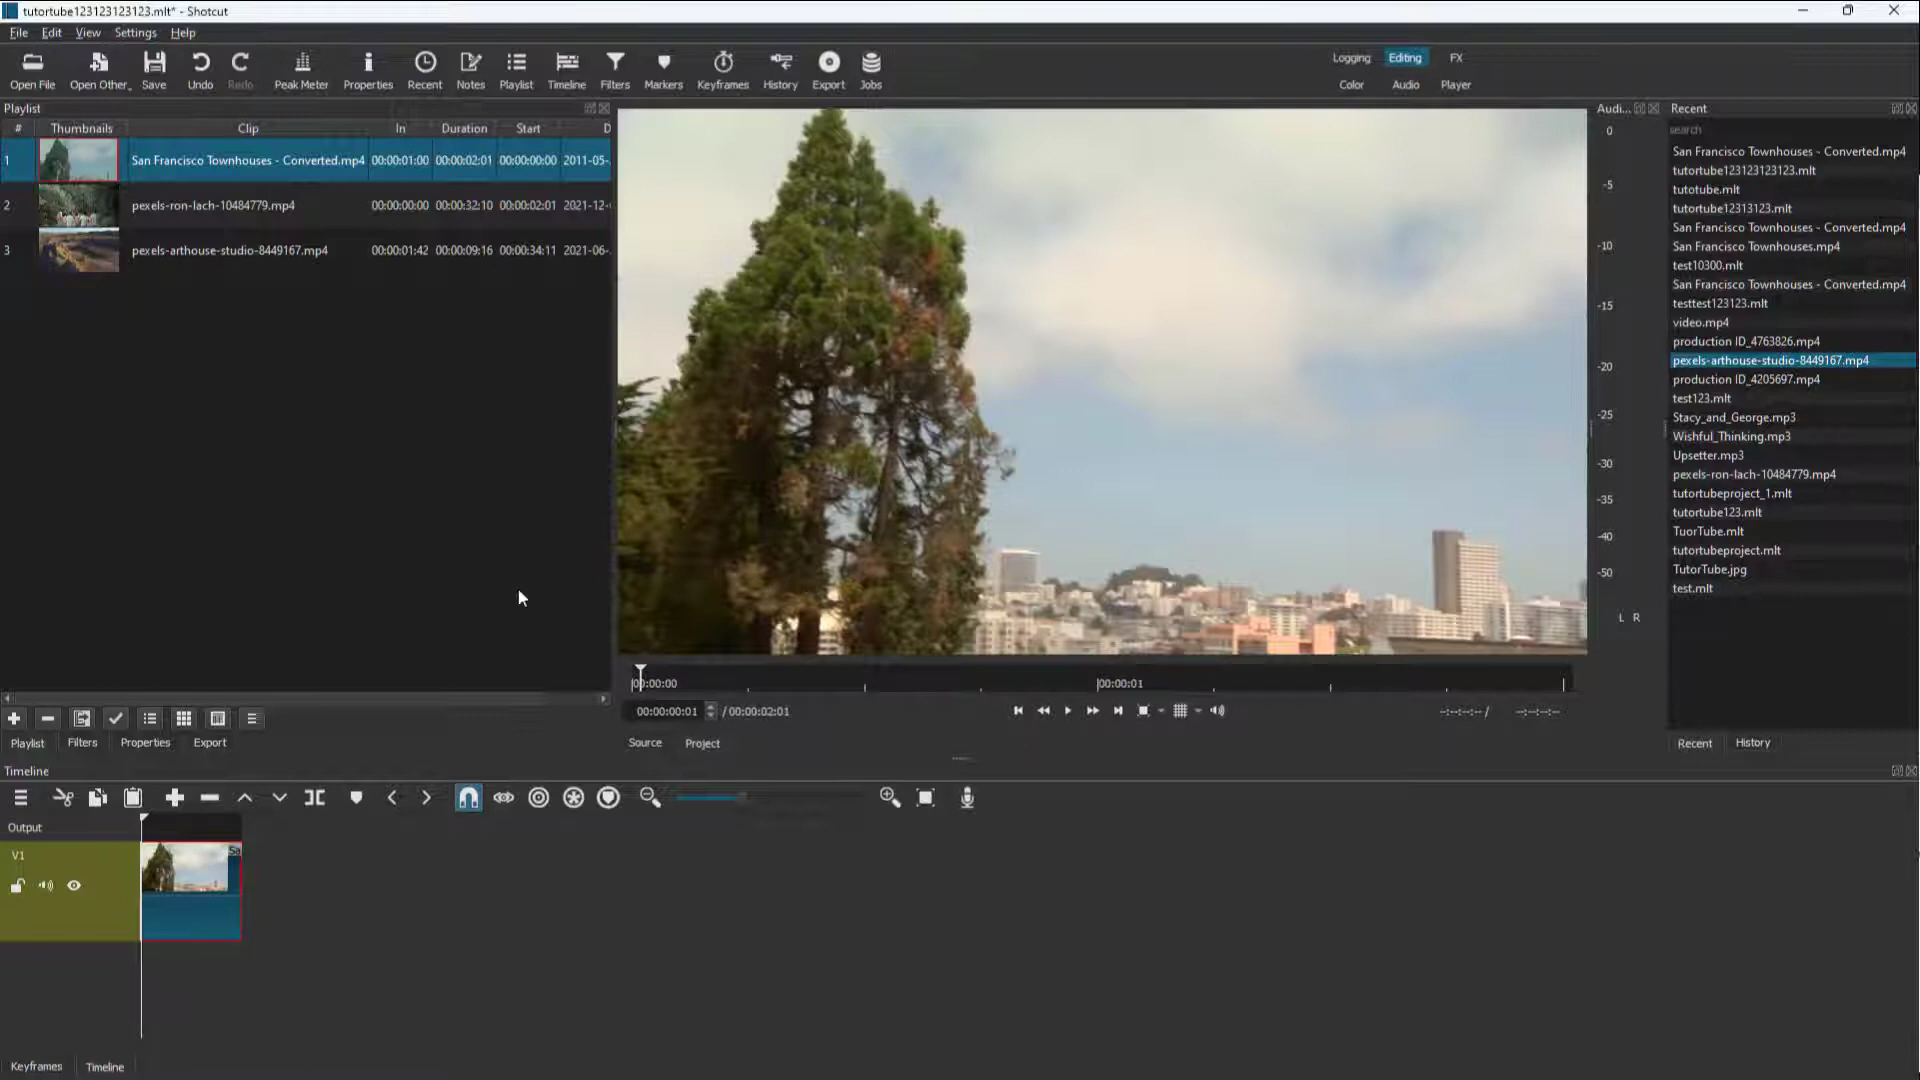 tutortube123123123123.mlt* - Shotcut
File Edit View Settings Help
Open File Open Other... Save Undo Redo Peak Meter Properties Recent Notes Playlist Timeline Filters Markers Keyframes History Export Jobs
Logging Editing FX
Color Audio Player
Playlist
# Thumbnails Clip In Duration Start D
1 San Francisco Townhouses - Converted.mp4 00:00:01:00 00:00:02:01 00:00:00:00 2011-05-
2 pexels-ron-lach-10484779.mp4 00:00:00:00 00:00:32:10 00:00:02:01 2021-12-
3 pexels-arthouse-studio-8449167.mp4 00:00:01:42 00:00:09:16 00:00:34:11 2021-06-
Playlist Filters Properties Export
00:00:00 00:00:01
00:00:00:01 / 00:00:02:01 --:--:--:-- / --:--:--:--
Source Project
Audi...
0
-5
-10
-15
-20
-25
-30
-35
-40
-50
L R
Recent
search
San Francisco Townhouses - Converted.mp4
tutortube123123123123.mlt
tutotube.mlt
tutortube12313123.mlt
San Francisco Townhouses - Converted.mp4
San Francisco Townhouses.mp4
test10300.mlt
San Francisco Townhouses - Converted.mp4
testtest123123.mlt
video.mp4
production ID_4763826.mp4
pexels-arthouse-studio-8449167.mp4
production ID_4205697.mp4
test123.mlt
Stacy_and_George.mp3
Wishful_Thinking.mp3
Upsetter.mp3
pexels-ron-lach-10484779.mp4
tutortubeproject_1.mlt
tutortube123.mlt
TuorTube.mlt
tutortubeproject.mlt
TutorTube.jpg
test.mlt
Recent History
Timeline
Output
V1
Sa
Keyframes Timeline